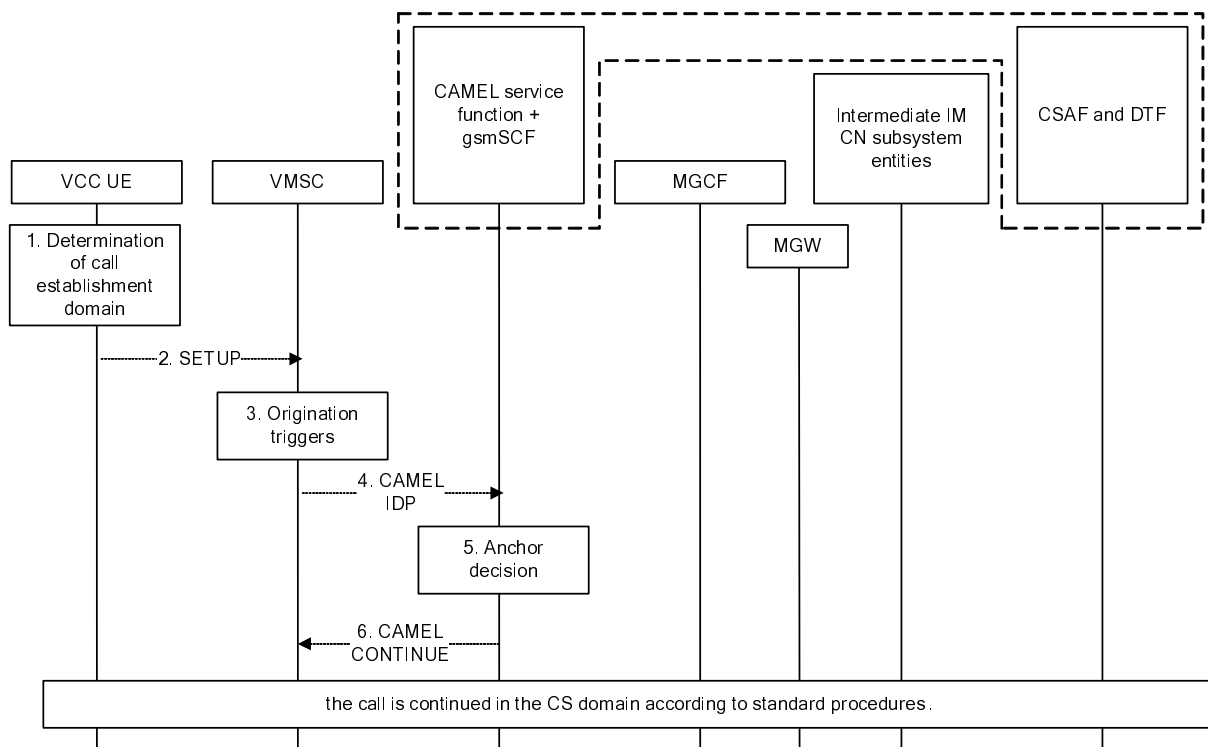 CAMEL service
function +
gsmSCF
Intermediate IM
CN subsystem
entities
CSAF and DTF
VCC UE
VMSC
MGCF
MGW
1. Determination
of call
establishment
domain
2. SETUP
3. Origination
triggers
4. CAMEL
IDP
5. Anchor
decision
6. CAMEL
CONTINUE
the call is continued in the CS domain according to standard procedures.